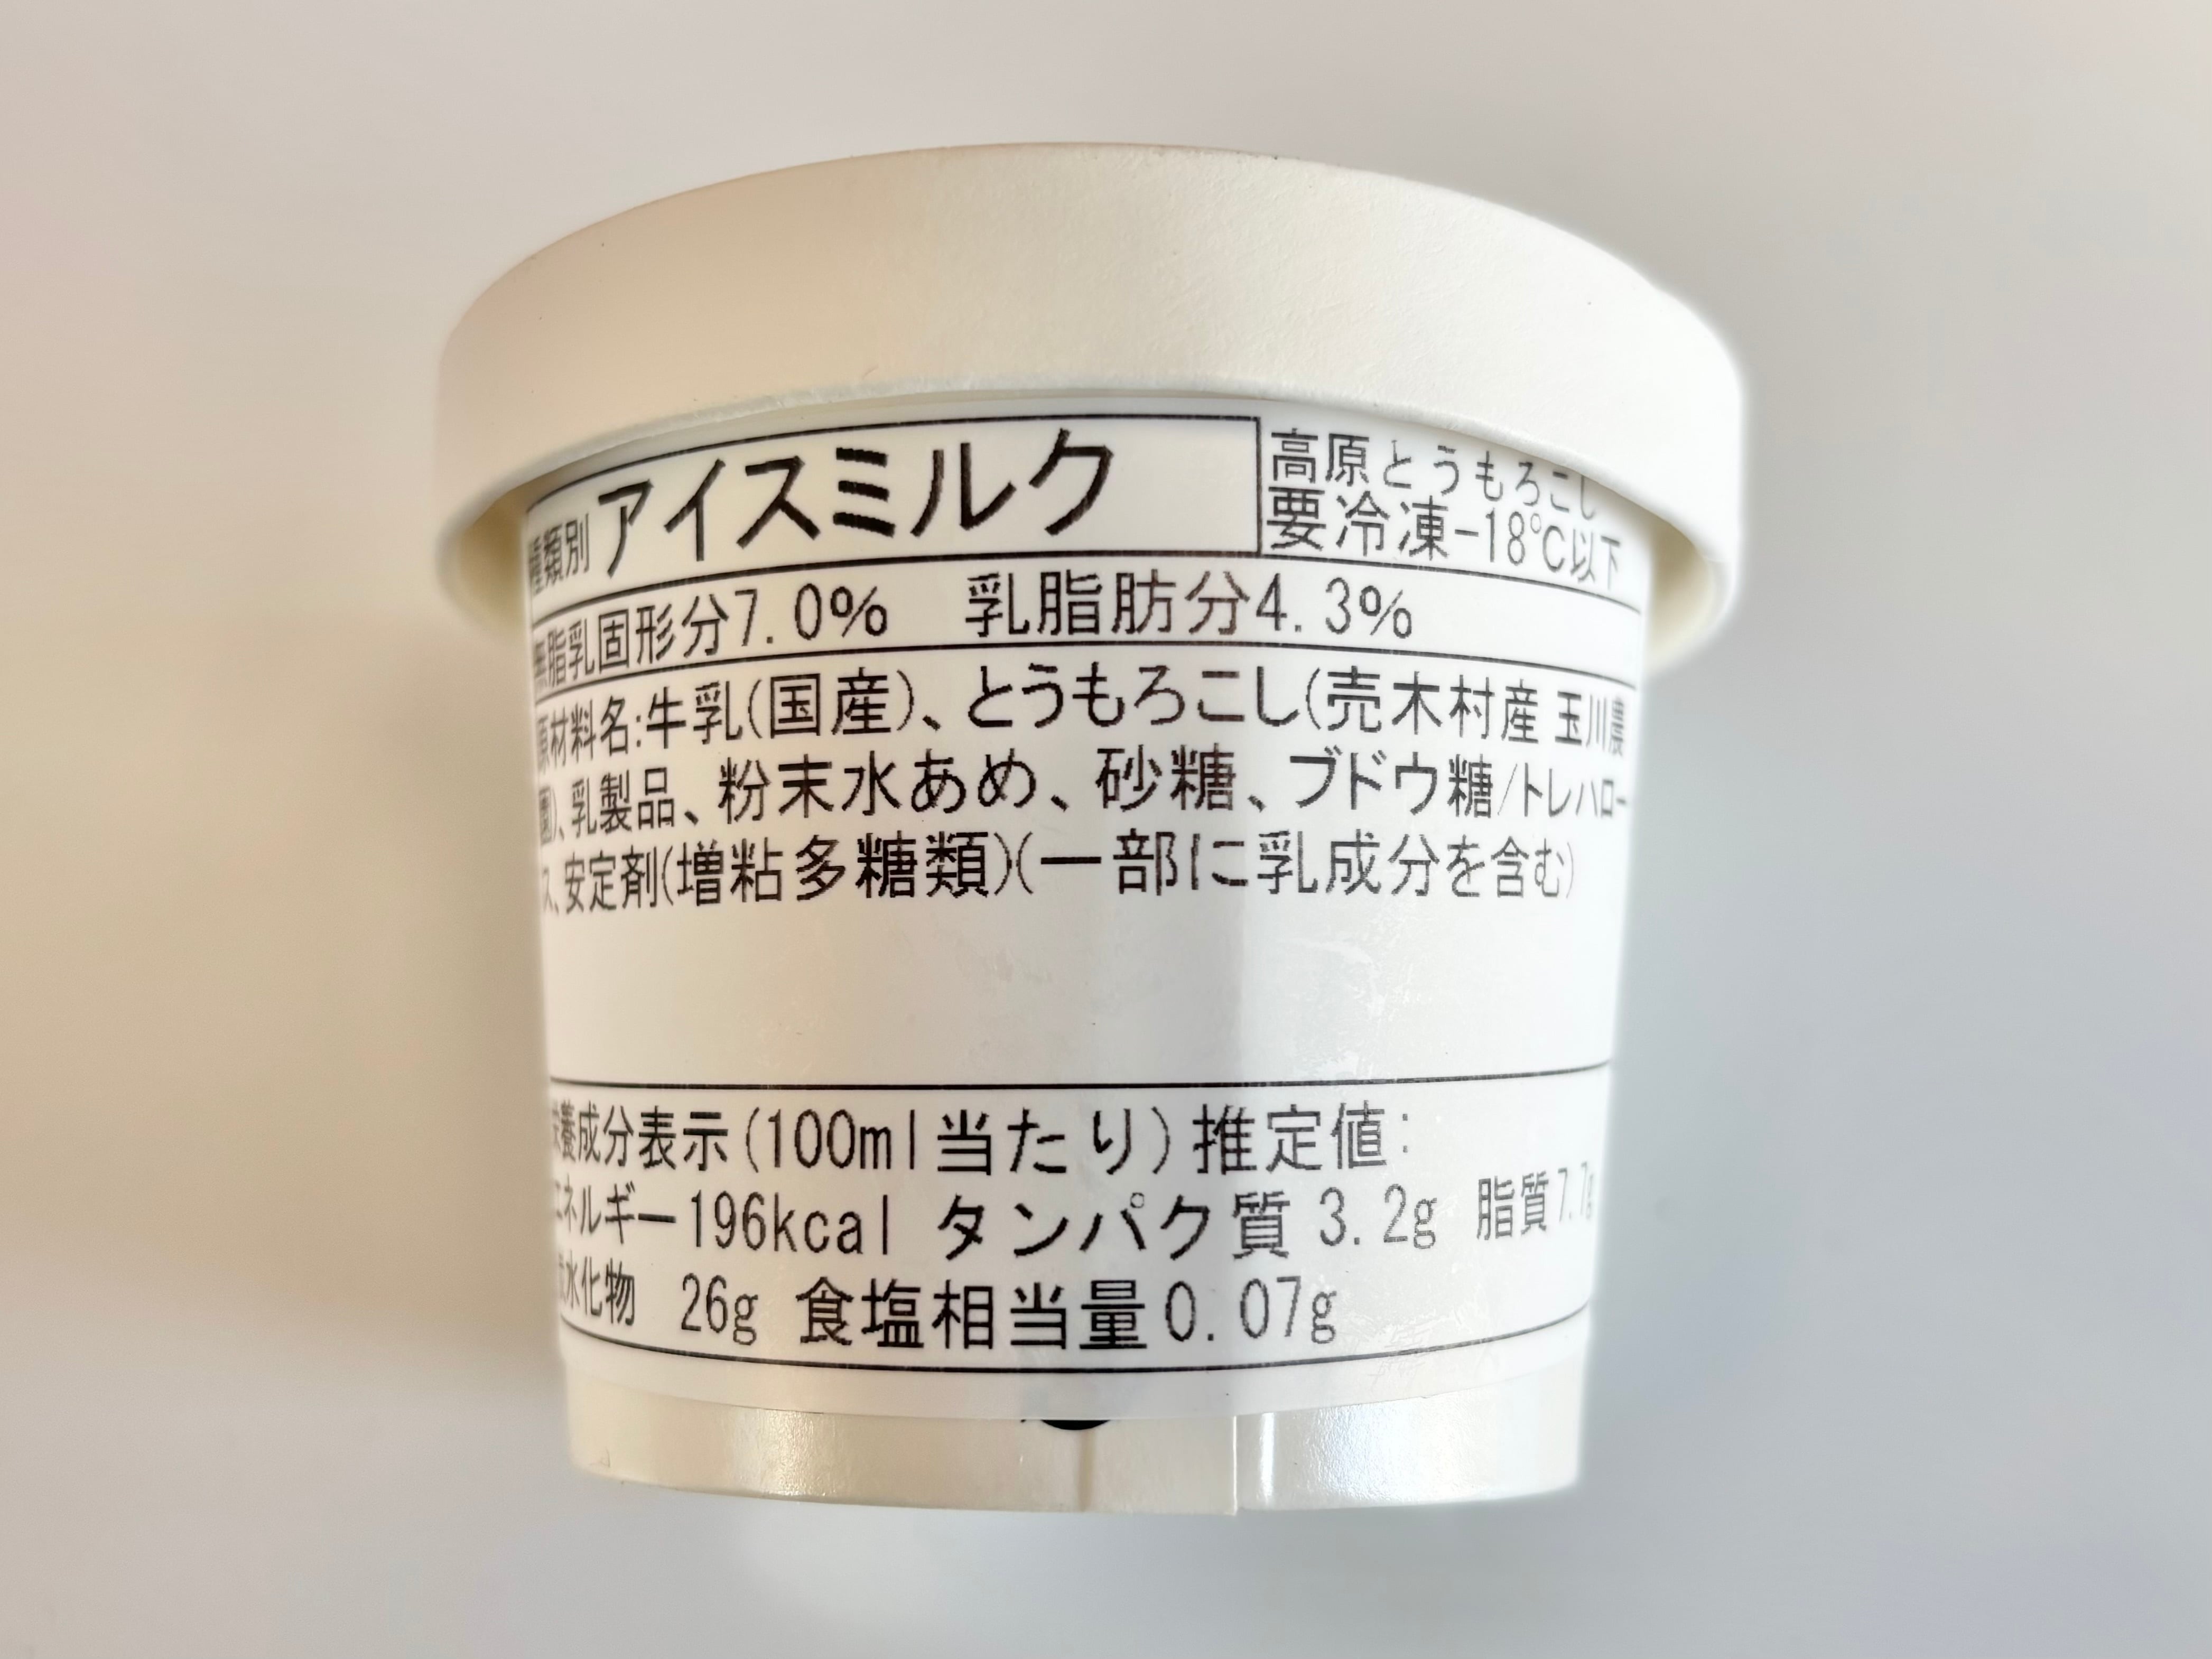 種類別 アイスミルク
高原とうもろこし
要冷凍-18℃以下
無脂乳固形分7.0% 乳脂肪分4.3%
原材料名:牛乳(国産)、とうもろこし(売木村産 玉川農
園)、乳製品、粉末水あめ、砂糖、ブドウ糖/トレハロー
ス、安定剤(増粘多糖類)(一部に乳成分を含む)
栄養成分表示(100ml当たり)推定値:
エネルギー196kcal タンパク質 3.2g 脂質7.7g
炭水化物 26g 食塩相当量0.07g